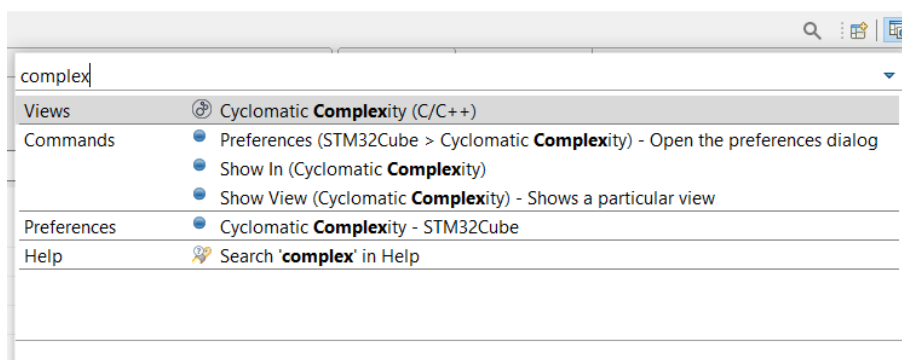 complex
Views Cyclomatic Complexity (C/C++)
Commands Preferences (STM32Cube > Cyclomatic Complexity) - Open the preferences dialog
Show In (Cyclomatic Complexity)
Show View (Cyclomatic Complexity) - Shows a particular view
Preferences Cyclomatic Complexity - STM32Cube
Help Search 'complex' in Help